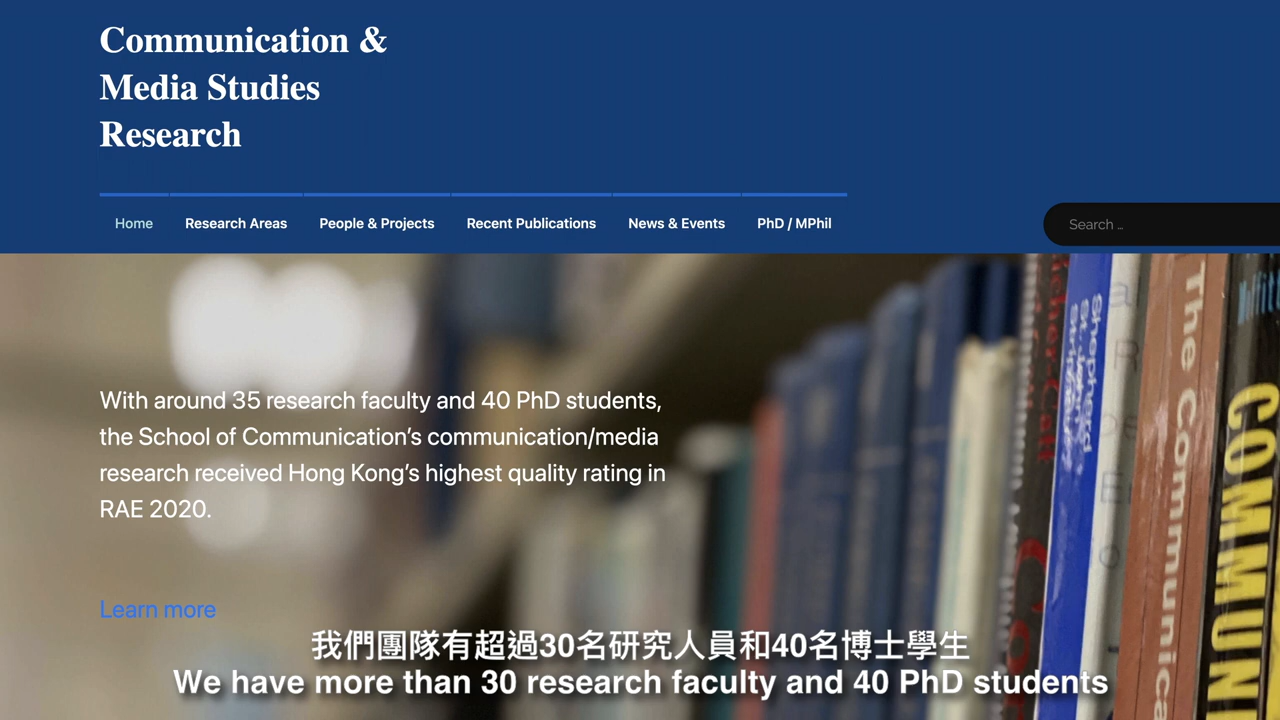 Communication &
Media Studies
Research
Home
Research Areas
People & Projects
Recent Publications
News & Events
PhD / MPhil
Search …
With around 35 research faculty and 40 PhD students,
the School of Communication’s communication/media
research received Hong Kong’s highest quality rating in
RAE 2020.
Learn more
Shepherd
The Communica
COMMUN
我們團隊有超過30名研究人員和40名博士學生
We have more than 30 research faculty and 40 PhD students